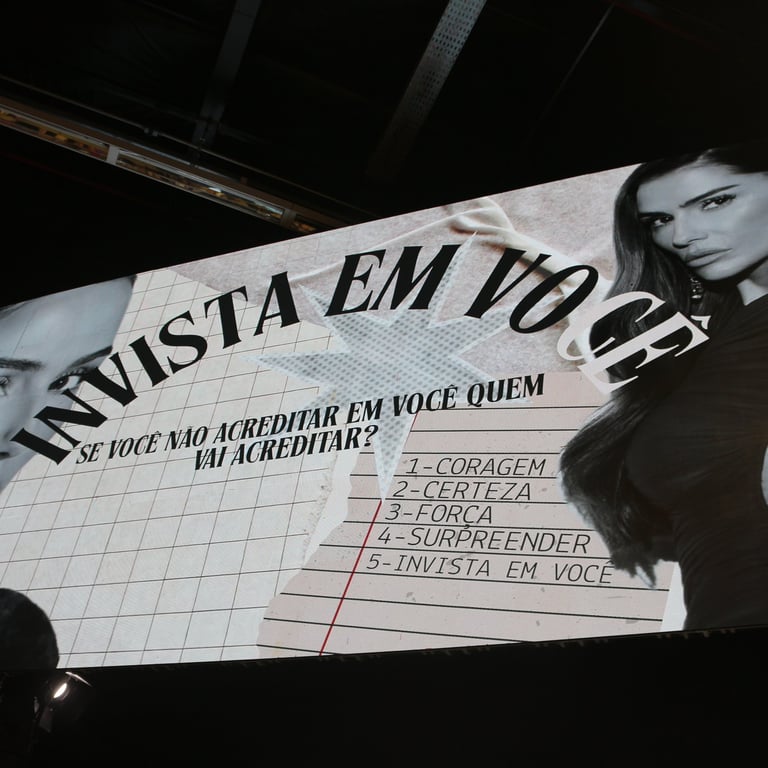 INVISTA EM VOCÊ
SE VOCÊ NÃO ACREDITAR EM VOCÊ QUEM
VAI ACREDITAR?
1-CORAGEM
2-CERTEZA
3-FORÇA
4-SURPREENDER
5-INVISTA EM VOCÊ